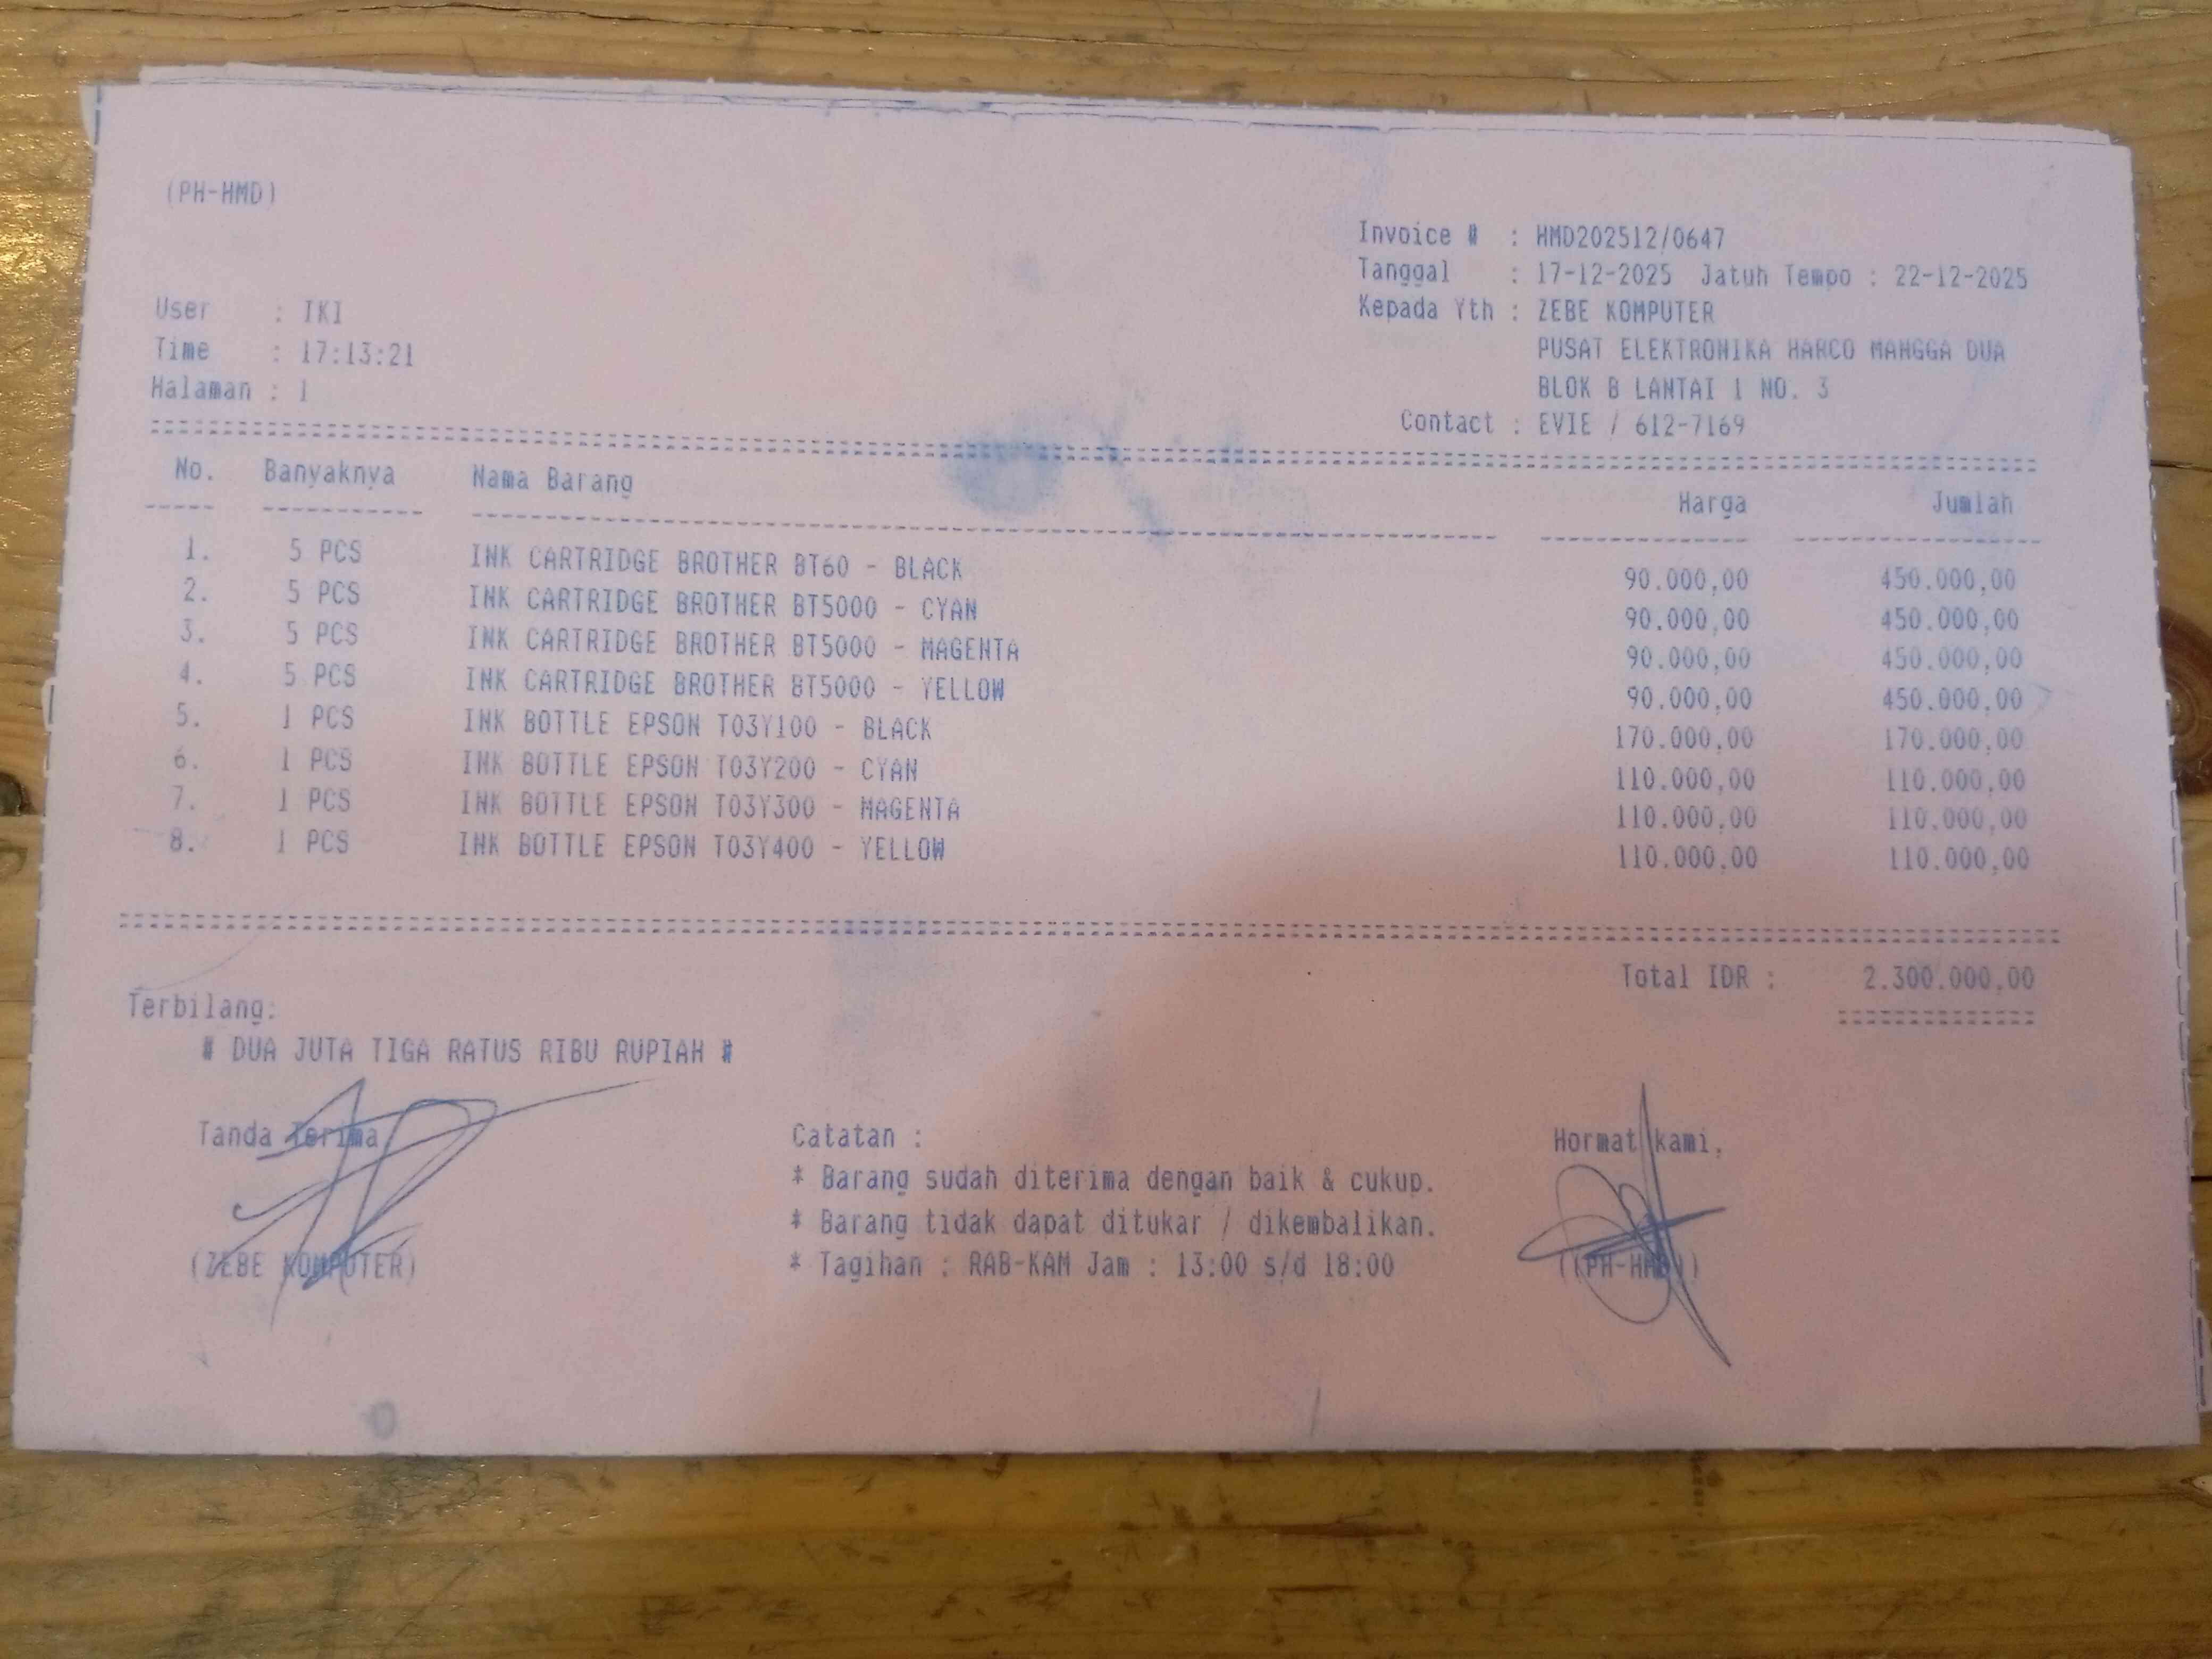 (PH-HMD)
Invoice # : HMD202512/0647
Tanggal : 17-12-2025 Jatuh Tempo : 22-12-2025
User : IKI
Kepada Yth : ZEBE KOMPUTER
Time : 17:13:21
PUSAT ELEKTRONIKA HARCO MANGGA DUA
Halaman : 1
BLOK B LANTAI 1 NO. 3
Contact : EVIE / 612-7169
No. Banyaknya Nama Barang Harga Jumlah
1. 5 PCS INK CARTRIDGE BROTHER BT60 - BLACK 90.000,00 450.000,00
2. 5 PCS INK CARTRIDGE BROTHER BT5000 - CYAN 90.000,00 450.000,00
3. 5 PCS INK CARTRIDGE BROTHER BT5000 - MAGENTA 90.000,00 450.000,00
4. 5 PCS INK CARTRIDGE BROTHER BT5000 - YELLOW 90.000,00 450.000,00
5. 1 PCS INK BOTTLE EPSON T03Y100 - BLACK 170.000,00 170.000,00
6. 1 PCS INK BOTTLE EPSON T03Y200 - CYAN 110.000,00 110.000,00
7. 1 PCS INK BOTTLE EPSON T03Y300 - MAGENTA 110.000,00 110.000,00
8. 1 PCS INK BOTTLE EPSON T03Y400 - YELLOW 110.000,00 110.000,00
Total IDR : 2.300.000,00
Terbilang:
# DUA JUTA TIGA RATUS RIBU RUPIAH #
Tanda Terima, Catatan : Hormat kami,
* Barang sudah diterima dengan baik & cukup.
* Barang tidak dapat ditukar / dikembalikan.
(ZEBE KOMPUTER) * Tagihan : RAB-KAM Jam : 13:00 s/d 18:00 ((PH-HMD))